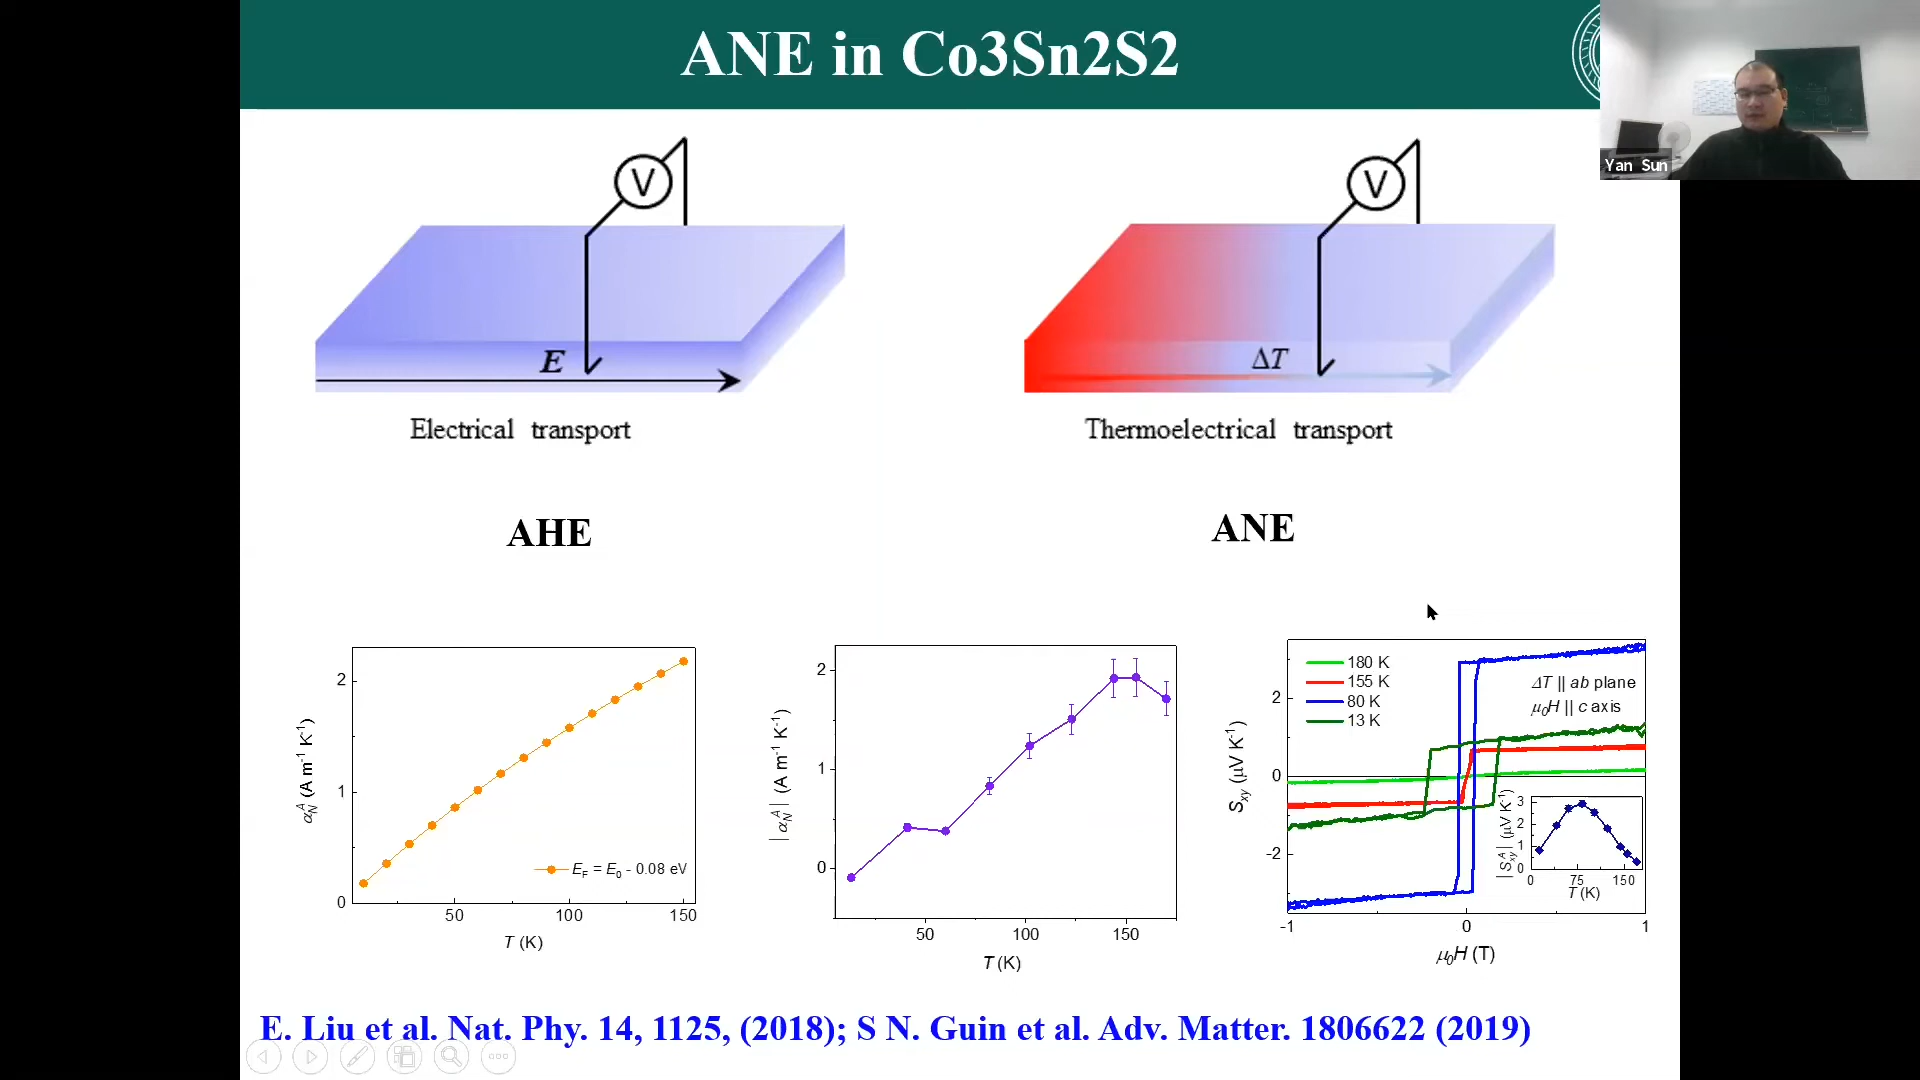 ANE in Co3Sn2S2
Yan Sun
V
V
E
ΔT
Electrical transport
Thermoelectrical transport
AHE
ANE
2
1
0
50
100
150
α_N^A (A m⁻¹ K⁻¹)
E_F = E_0 - 0.08 eV
T (K)
2
1
0
50
100
150
| α_N^A | (A m⁻¹ K⁻¹)
T (K)
180 K
155 K
80 K
13 K
ΔT || ab plane
μ₀H || c axis
2
0
-2
-1
0
1
S_xy (μV K⁻¹)
μ₀H (T)
3
2
1
0
0
75
150
| S_xy^A | (μV K⁻¹)
T (K)
E. Liu et al. Nat. Phy. 14, 1125, (2018); S N. Guin et al. Adv. Matter. 1806622 (2019)